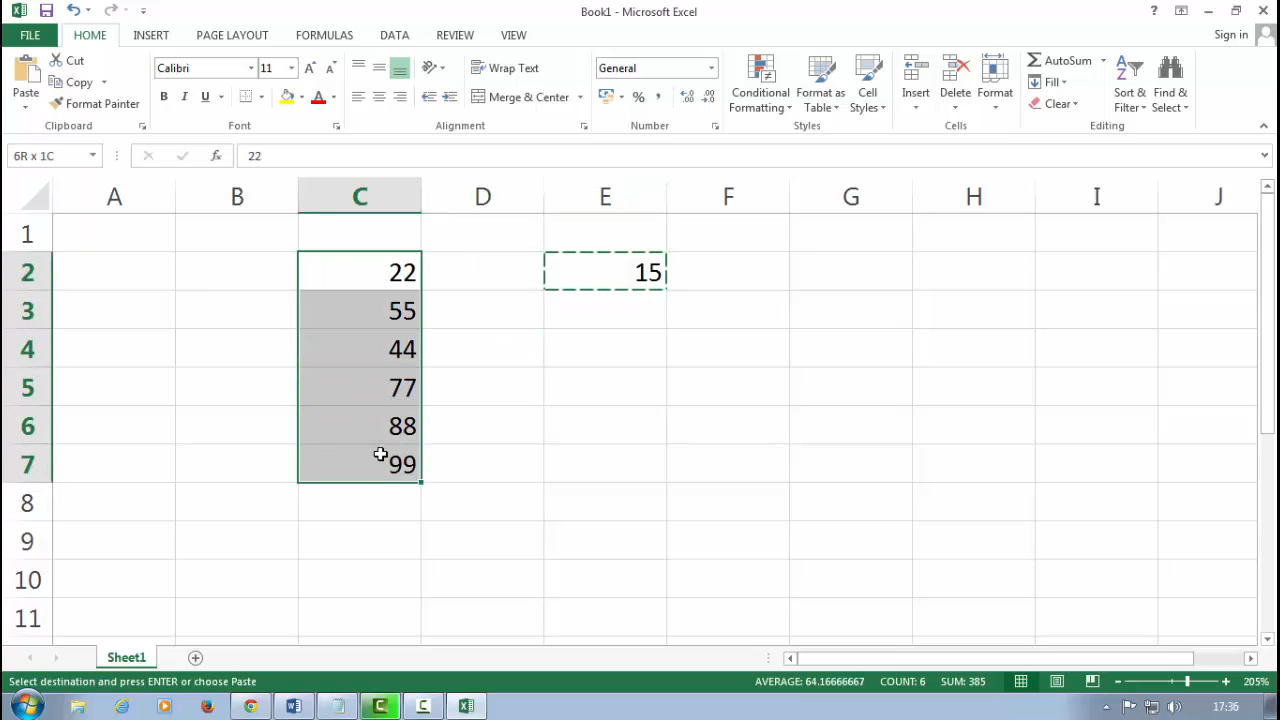 Book1 - Microsoft Excel
?
FILE HOME INSERT PAGE LAYOUT FORMULAS DATA REVIEW VIEW Sign in
Paste
Cut
Copy
Format Painter
Clipboard
Calibri 11
B I U
A
Font
Wrap Text
Merge & Center
Alignment
General
% ,
Number
Conditional Formatting
Format as Table
Cell Styles
Styles
Insert
Delete
Format
Cells
AutoSum
Fill
Clear
Sort & Filter
Find & Select
Editing
6R x 1C fx 22
A B C D E F G H I J
1
2 22 15
3 55
4 44
5 77
6 88
7 99
8
9
10
11
Sheet1
Select destination and press ENTER or choose Paste AVERAGE: 64.16666667 COUNT: 6 SUM: 385 205%
17:36